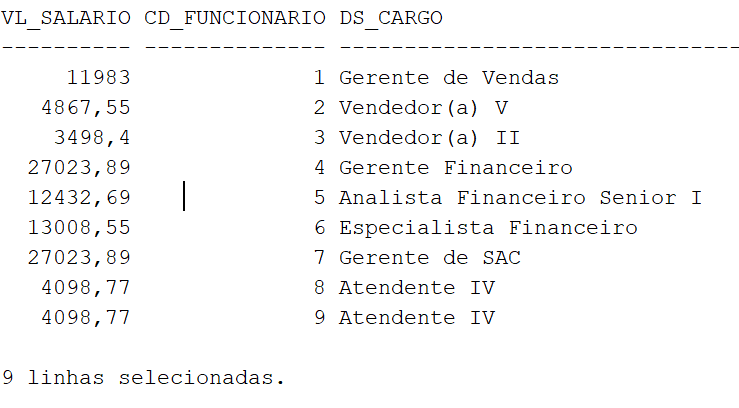 VL_SALARIO CD_FUNCIONARIO DS_CARGO
---------- -------------- -------------------------------
11983 1 Gerente de Vendas
4867,55 2 Vendedor(a) V
3498,4 3 Vendedor(a) II
27023,89 4 Gerente Financeiro
12432,69 5 Analista Financeiro Senior I
13008,55 6 Especialista Financeiro
27023,89 7 Gerente de SAC
4098,77 8 Atendente IV
4098,77 9 Atendente IV
9 linhas selecionadas.